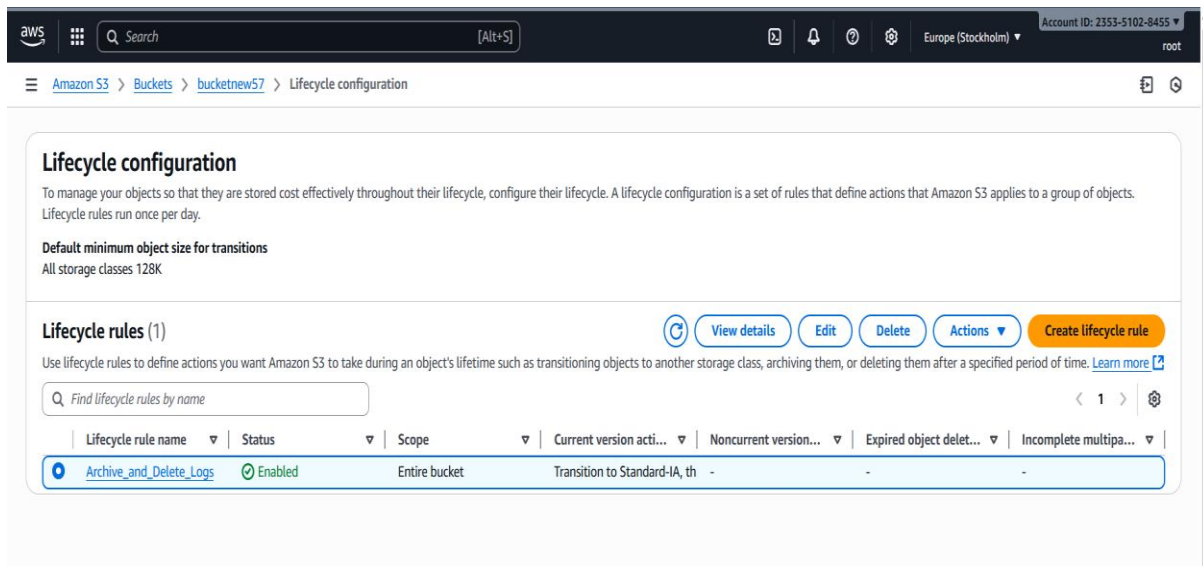 aws
Search [Alt+S]
Europe (Stockholm) ▼
Account ID: 2353-5102-8455 ▼
root
Amazon S3 > Buckets > bucketnew57 > Lifecycle configuration
Lifecycle configuration
To manage your objects so that they are stored cost effectively throughout their lifecycle, configure their lifecycle. A lifecycle configuration is a set of rules that define actions that Amazon S3 applies to a group of objects.
Lifecycle rules run once per day.
Default minimum object size for transitions
All storage classes 128K
Lifecycle rules (1)
View details
Edit
Delete
Actions ▼
Create lifecycle rule
Use lifecycle rules to define actions you want Amazon S3 to take during an object's lifetime such as transitioning objects to another storage class, archiving them, or deleting them after a specified period of time. Learn more
Find lifecycle rules by name
< 1 >
Lifecycle rule name Status Scope Current version acti... Noncurrent version... Expired object delet... Incomplete multipa...
Archive_and_Delete_Logs Enabled Entire bucket Transition to Standard-IA, th - - -